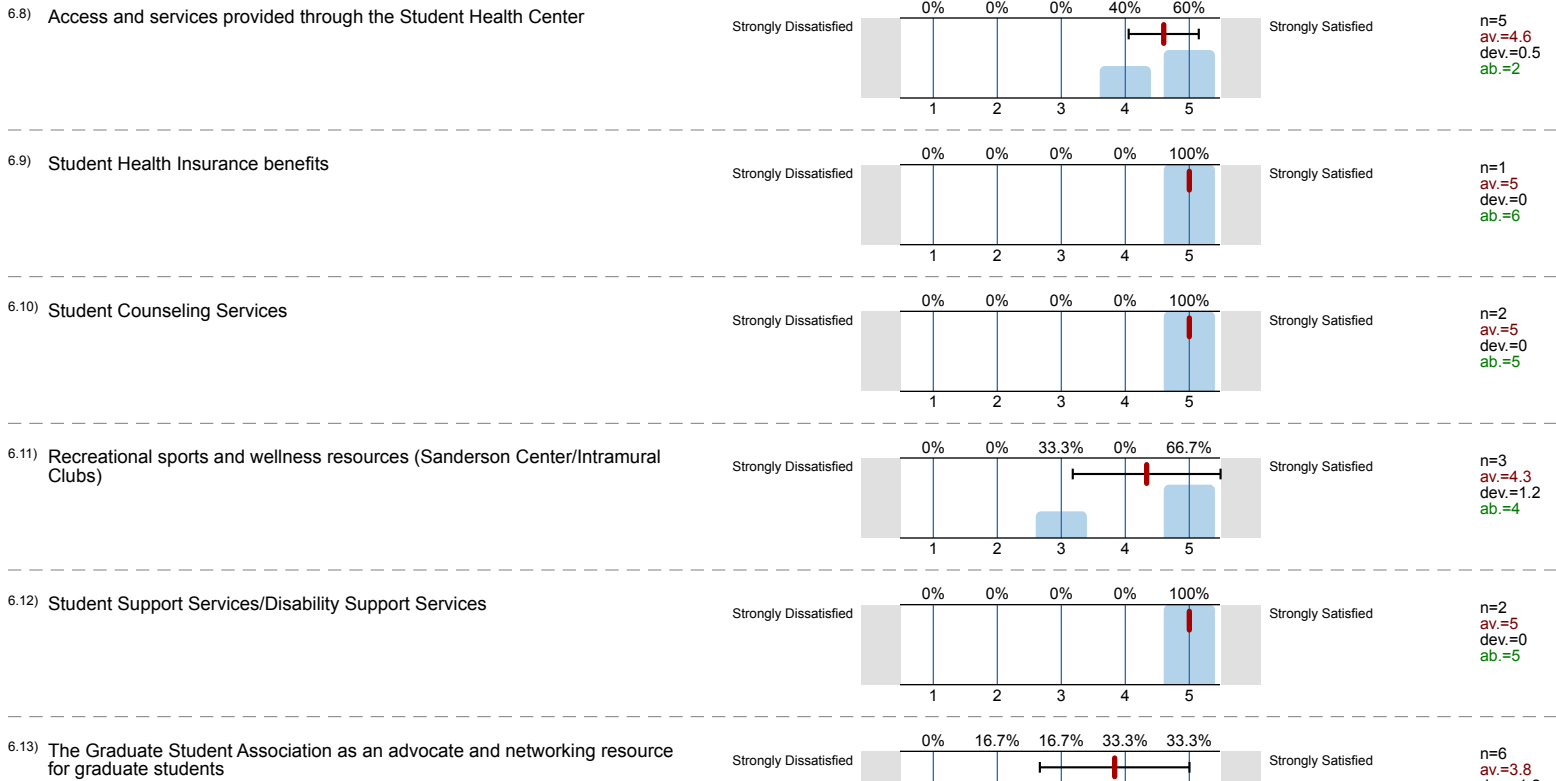 6.8) Access and services provided through the Student Health Center
0% 0% 0% 40% 60%
Strongly Dissatisfied Strongly Satisfied
n=5
av.=4.6
dev.=0.5
ab.=2
1 2 3 4 5
6.9) Student Health Insurance benefits
0% 0% 0% 0% 100%
Strongly Dissatisfied Strongly Satisfied
n=1
av.=5
dev.=0
ab.=6
1 2 3 4 5
6.10) Student Counseling Services
0% 0% 0% 0% 100%
Strongly Dissatisfied Strongly Satisfied
n=2
av.=5
dev.=0
ab.=5
1 2 3 4 5
6.11) Recreational sports and wellness resources (Sanderson Center/Intramural
Clubs)
0% 0% 33.3% 0% 66.7%
Strongly Dissatisfied Strongly Satisfied
n=3
av.=4.3
dev.=1.2
ab.=4
1 2 3 4 5
6.12) Student Support Services/Disability Support Services
0% 0% 0% 0% 100%
Strongly Dissatisfied Strongly Satisfied
n=2
av.=5
dev.=0
ab.=5
1 2 3 4 5
6.13) The Graduate Student Association as an advocate and networking resource
for graduate students
0% 16.7% 16.7% 33.3% 33.3%
Strongly Dissatisfied Strongly Satisfied
n=6
av.=3.8